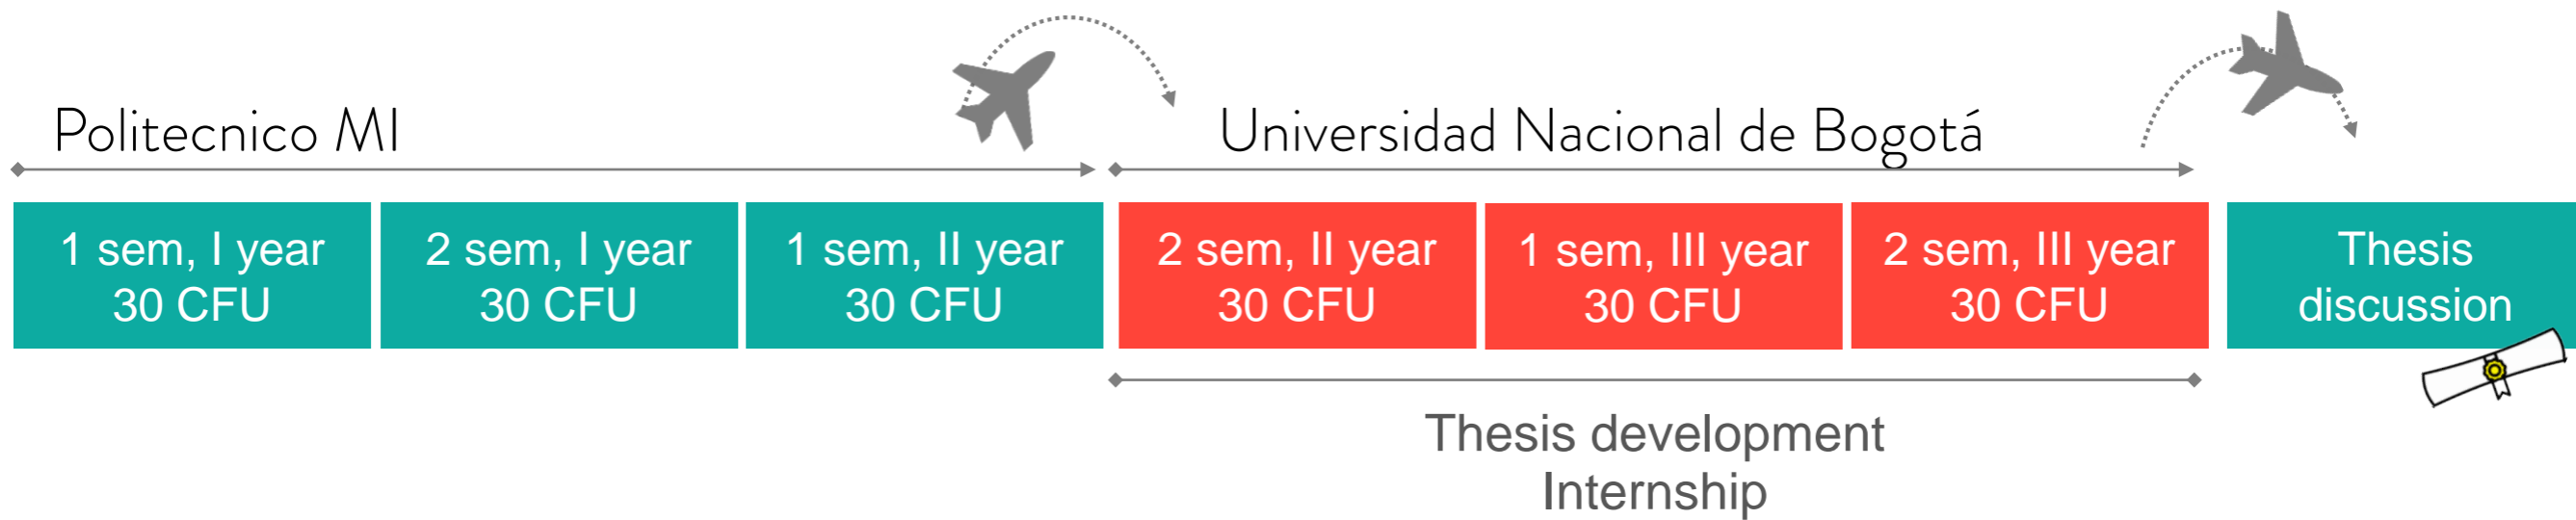 Politecnico MI
Universidad Nacional de Bogotá
1 sem, I year
30 CFU
2 sem, I year
30 CFU
1 sem, II year
30 CFU
2 sem, II year
30 CFU
1 sem, III year
30 CFU
2 sem, III year
30 CFU
Thesis
discussion
Thesis development
Internship